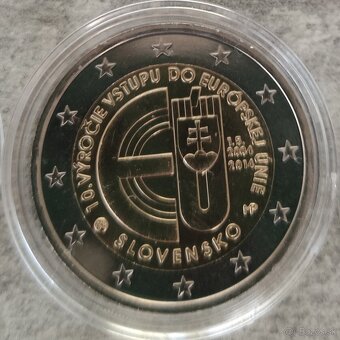 10. VÝROČIE VSTUPU DO EURÓPSKEJ ÚNIE
1.5.
2004
2014
SLOVENSKO